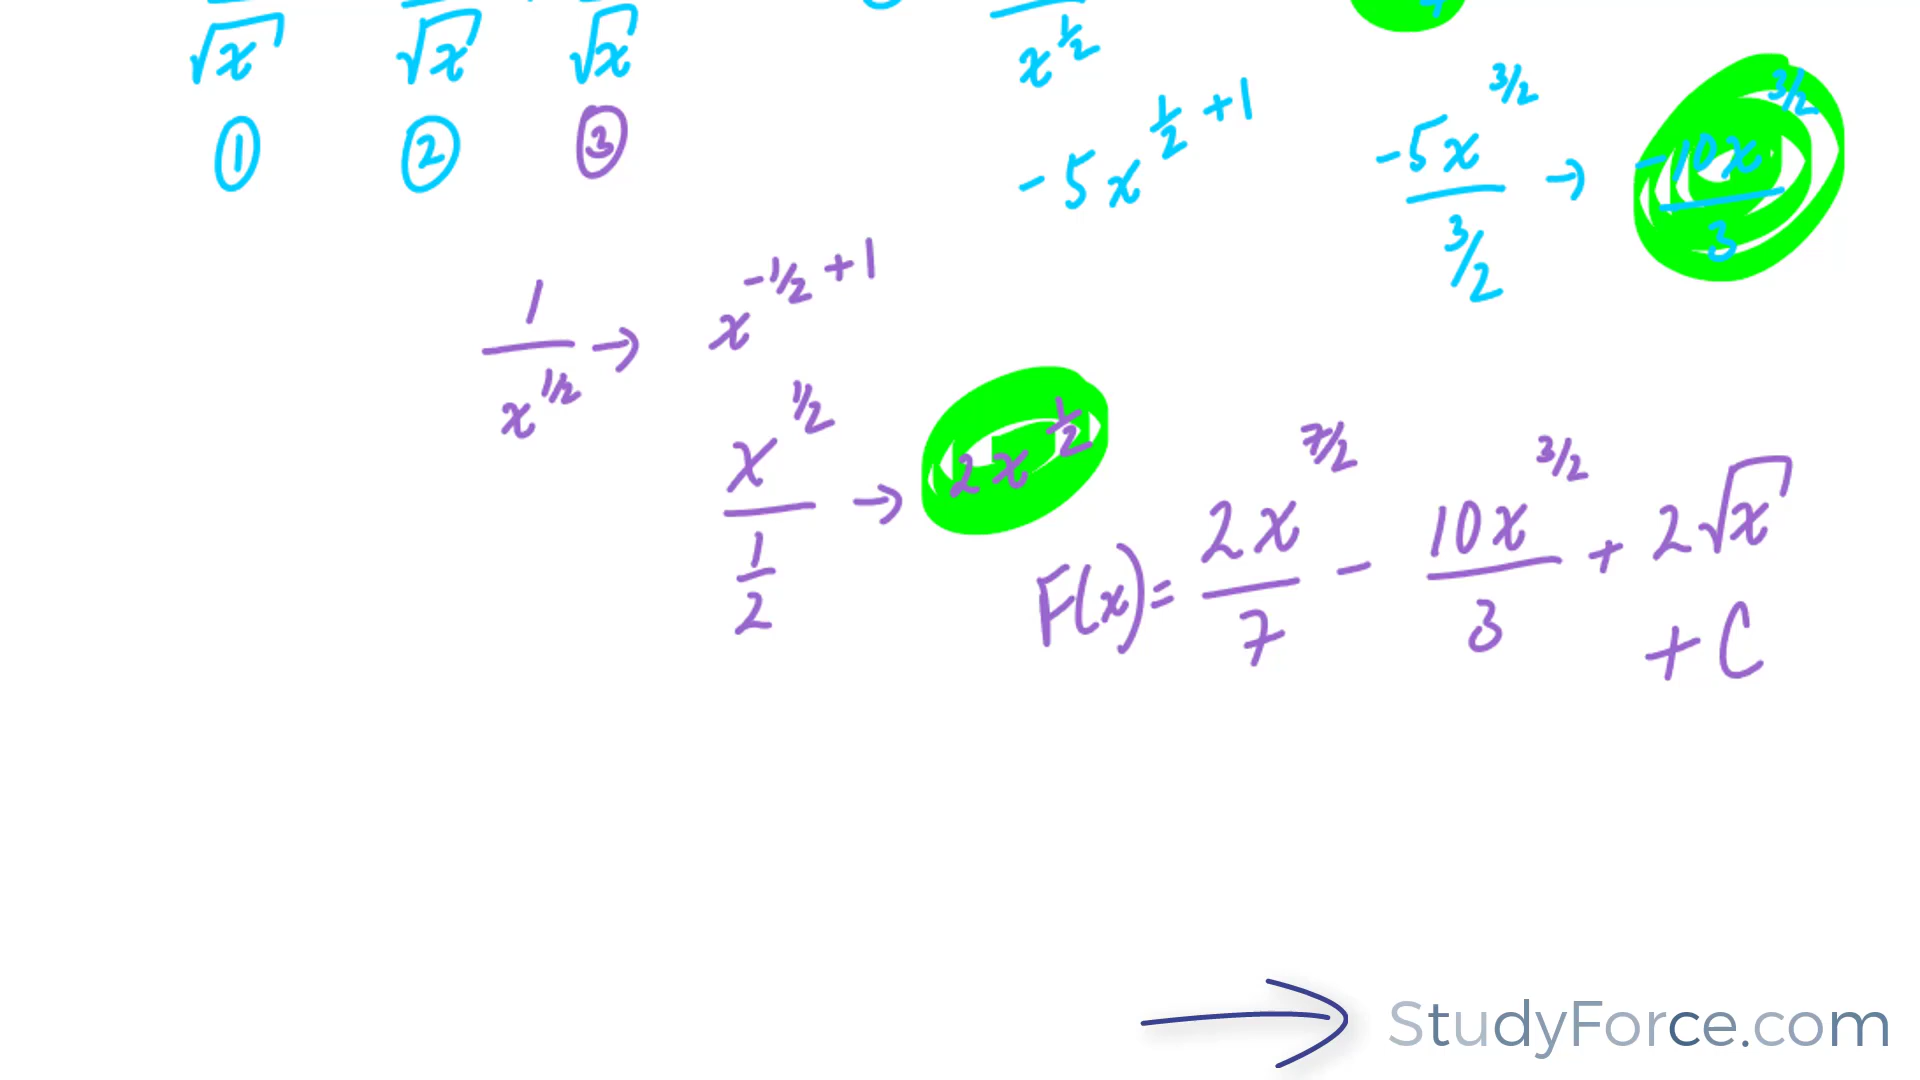 √x √x √x x^1/2
① ② ③
-5x^1/2 +1 -5x^3/2 / 3/2 → -10x^3/2 / 3
1 / x^1/2 → x^-1/2 +1
x^1/2 / 1/2 → 2x^1/2
F(x) = 2x^7/2 / 7 - 10x^3/2 / 3 + 2√x
+ C
StudyForce.com